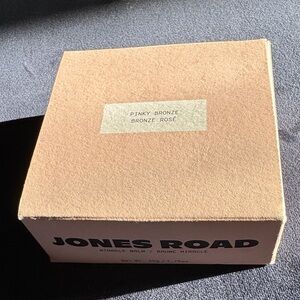 PINKY BRONZE
BRONZE ROSÉ
JONES ROAD
MIRACLE BALM / BAUME MIRACLE